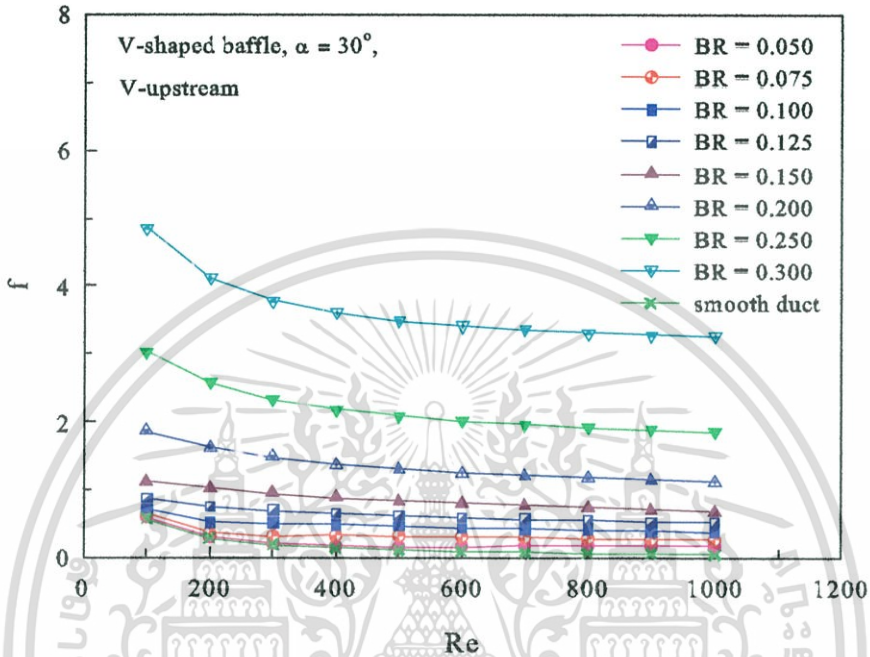 8
V-shaped baffle, α = 30°,
V-upstream
BR = 0.050
BR = 0.075
BR = 0.100
BR = 0.125
BR = 0.150
BR = 0.200
BR = 0.250
BR = 0.300
smooth duct
6
4
2
0
f
0 200 400 600 800 1000 1200
Re